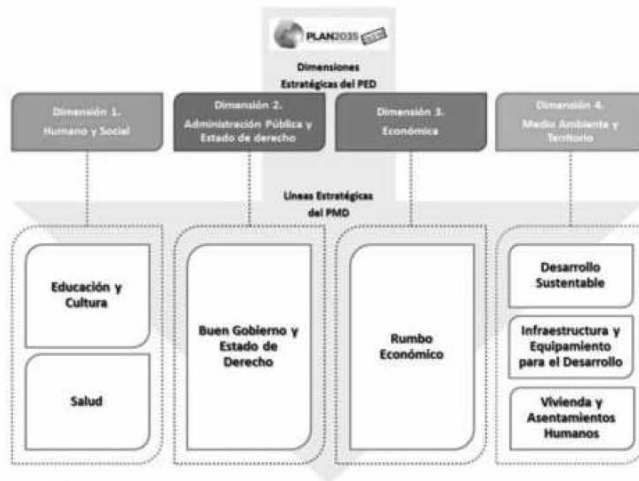 PLAN2035
Dimensiones
Estratégicas del PED
Dimensión 1.
Humano y Social
Dimensión 2.
Administración Pública y
Estado de derecho
Dimensión 3.
Económica
Dimensión 4.
Medio Ambiente y
Territorio
Líneas Estratégicas
del PMD
Educación y
Cultura
Salud
Buen Gobierno y
Estado de
Derecho
Rumbo
Económico
Desarrollo
Sustentable
Infraestructura y
Equipamiento
para el Desarrollo
Vivienda y
Asentamientos
Humanos